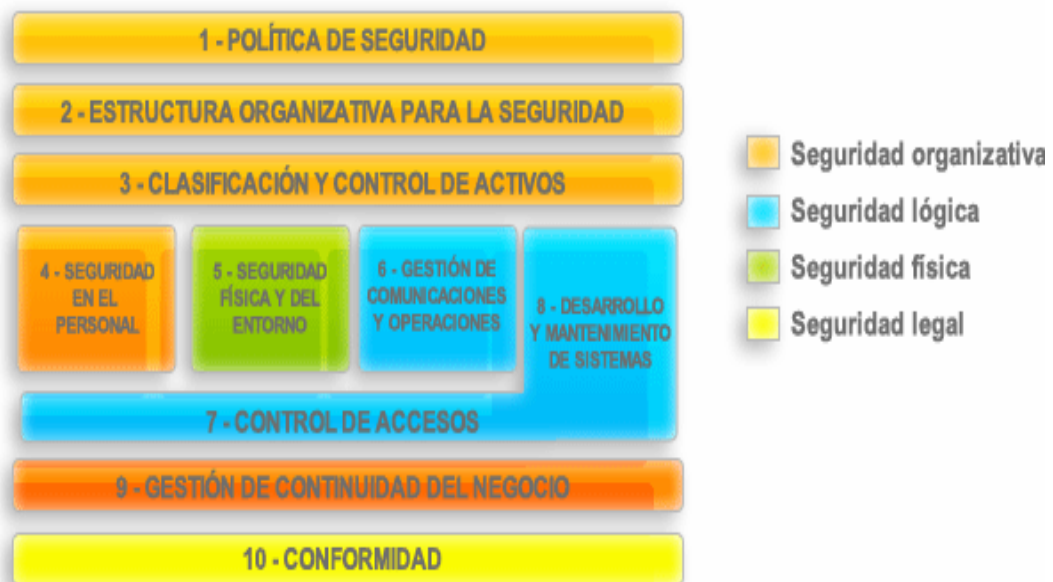 1 - POLÍTICA DE SEGURIDAD
2 - ESTRUCTURA ORGANIZATIVA PARA LA SEGURIDAD
3 - CLASIFICACIÓN Y CONTROL DE ACTIVOS
4 - SEGURIDAD
EN EL
PERSONAL
5 - SEGURIDAD
FÍSICA Y DEL
ENTORNO
6 - GESTIÓN DE
COMUNICACIONES
Y OPERACIONES
8 - DESARROLLO
Y MANTENIMIENTO
DE SISTEMAS
7 - CONTROL DE ACCESOS
9 - GESTIÓN DE CONTINUIDAD DEL NEGOCIO
10 - CONFORMIDAD
Seguridad organizativa
Seguridad lógica
Seguridad física
Seguridad legal